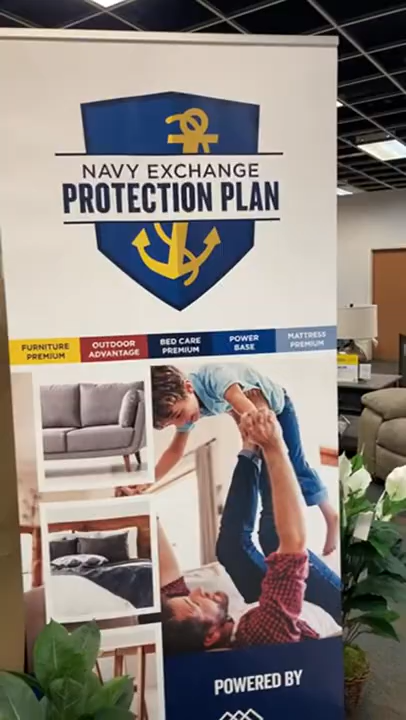 NAVY EXCHANGE
PROTECTION PLAN
FURNITURE PREMIUM
OUTDOOR ADVANTAGE
BED CARE PREMIUM
POWER BASE
MATTRESS PREMIUM
POWERED BY